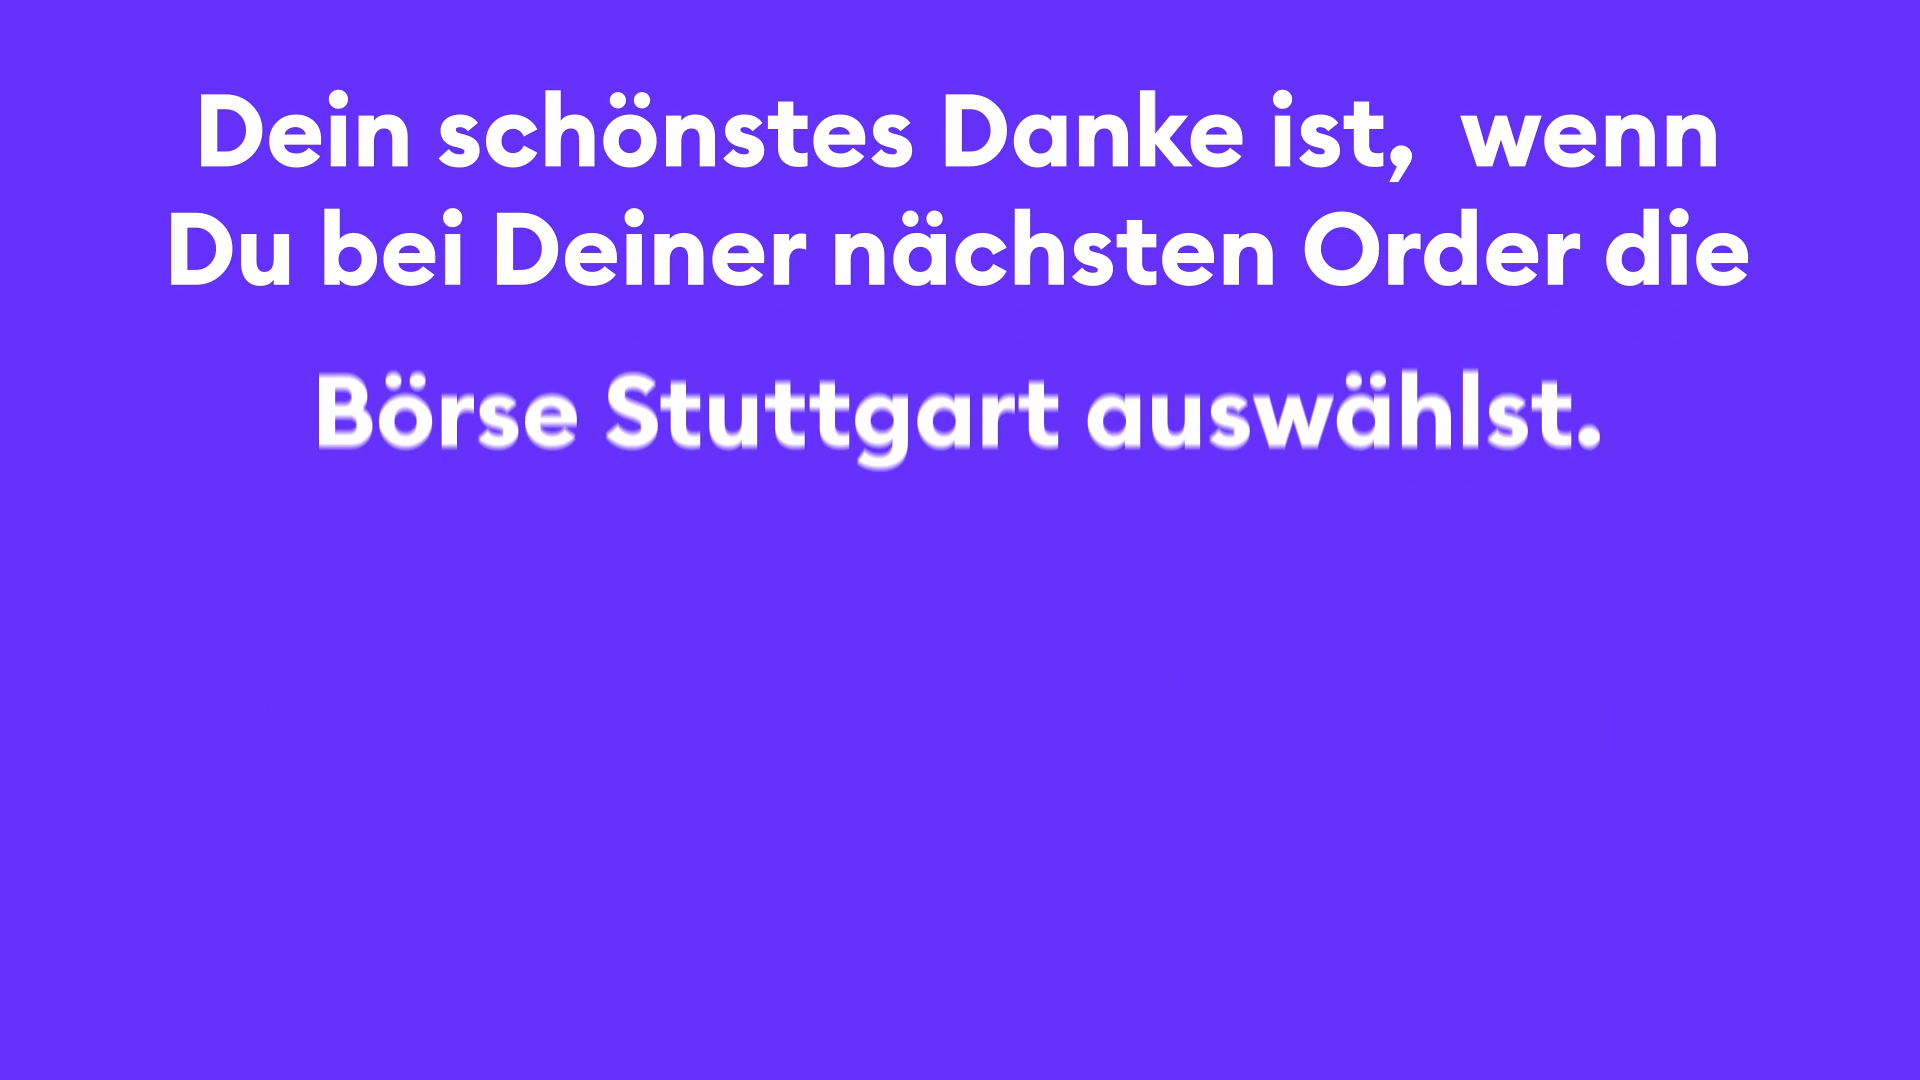 Dein schönstes Danke ist, wenn
Du bei Deiner nächsten Order die
Börse Stuttgart auswählst.